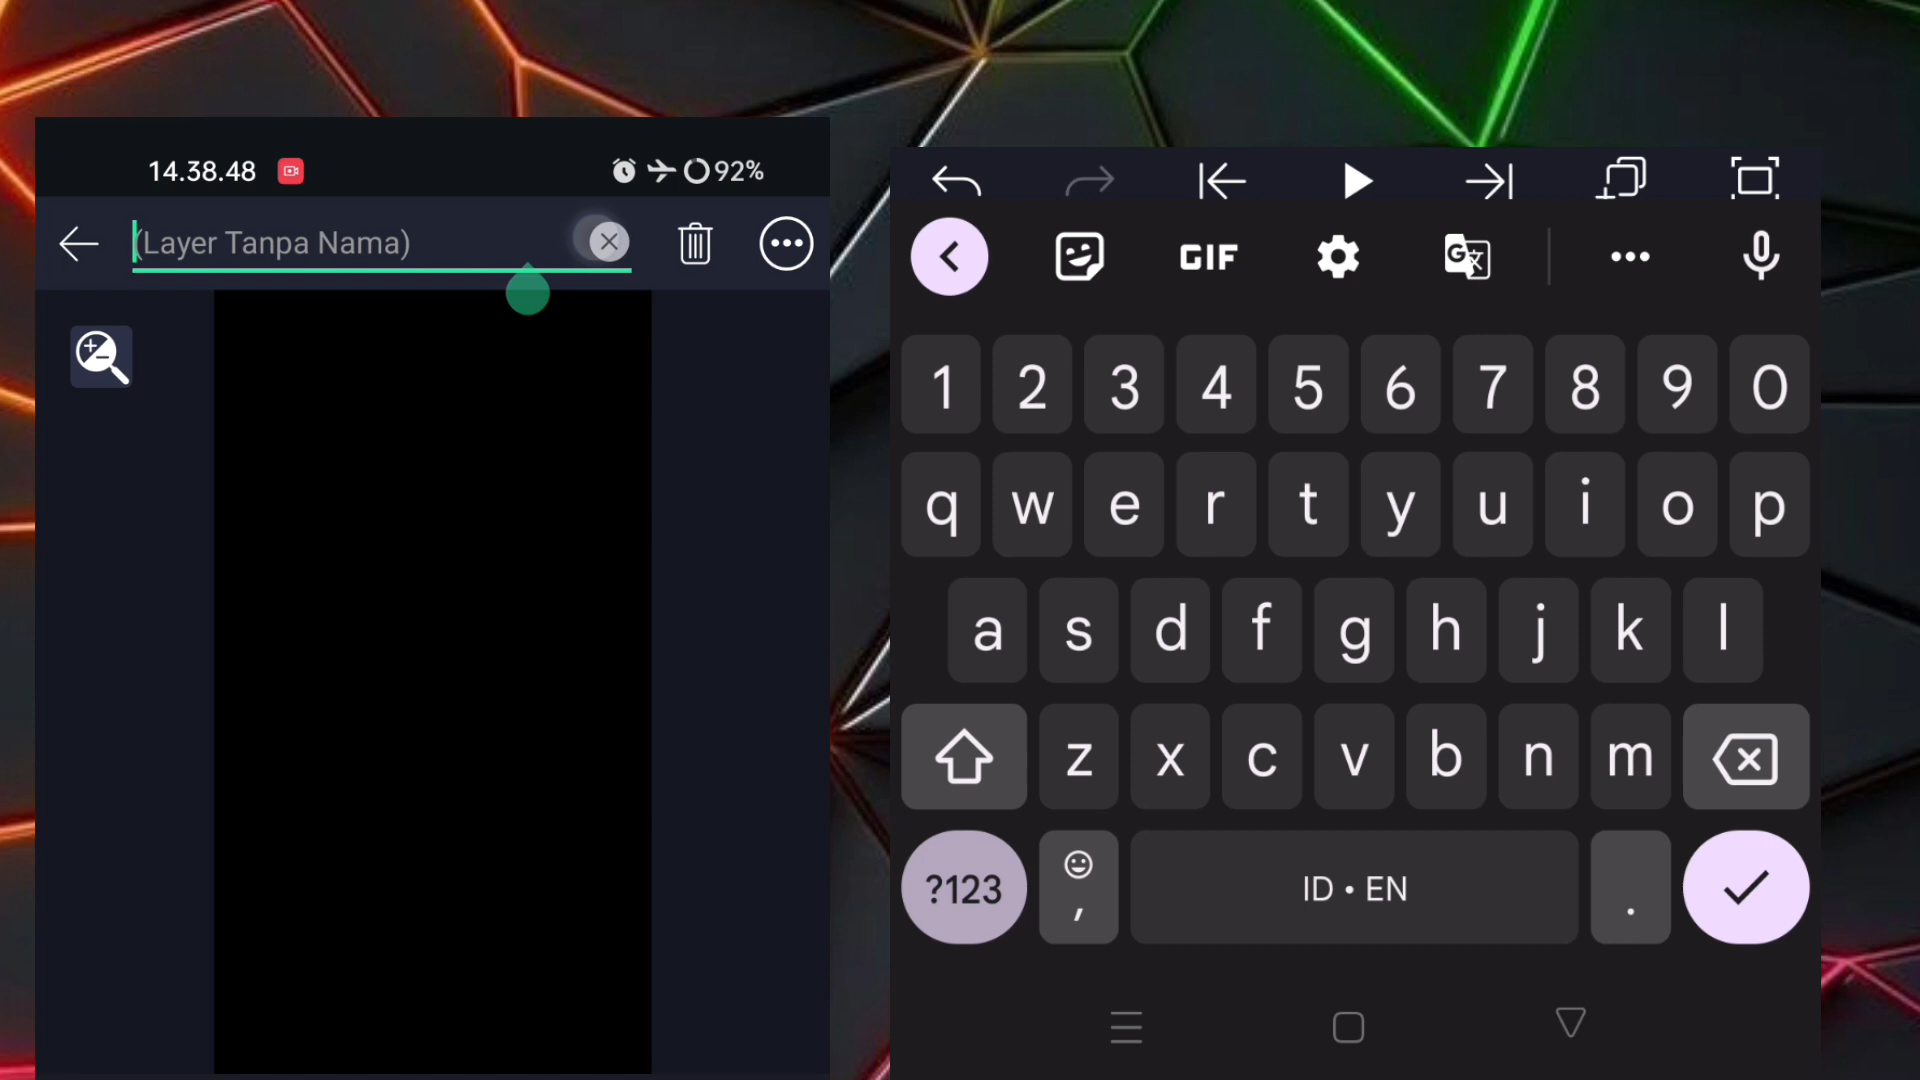 14.38.48
92%
(Layer Tanpa Nama)
GIF
G
1 2 3 4 5 6 7 8 9 0
q w e r t y u i o p
a s d f g h j k l
z x c v b n m
?123 , ID • EN .